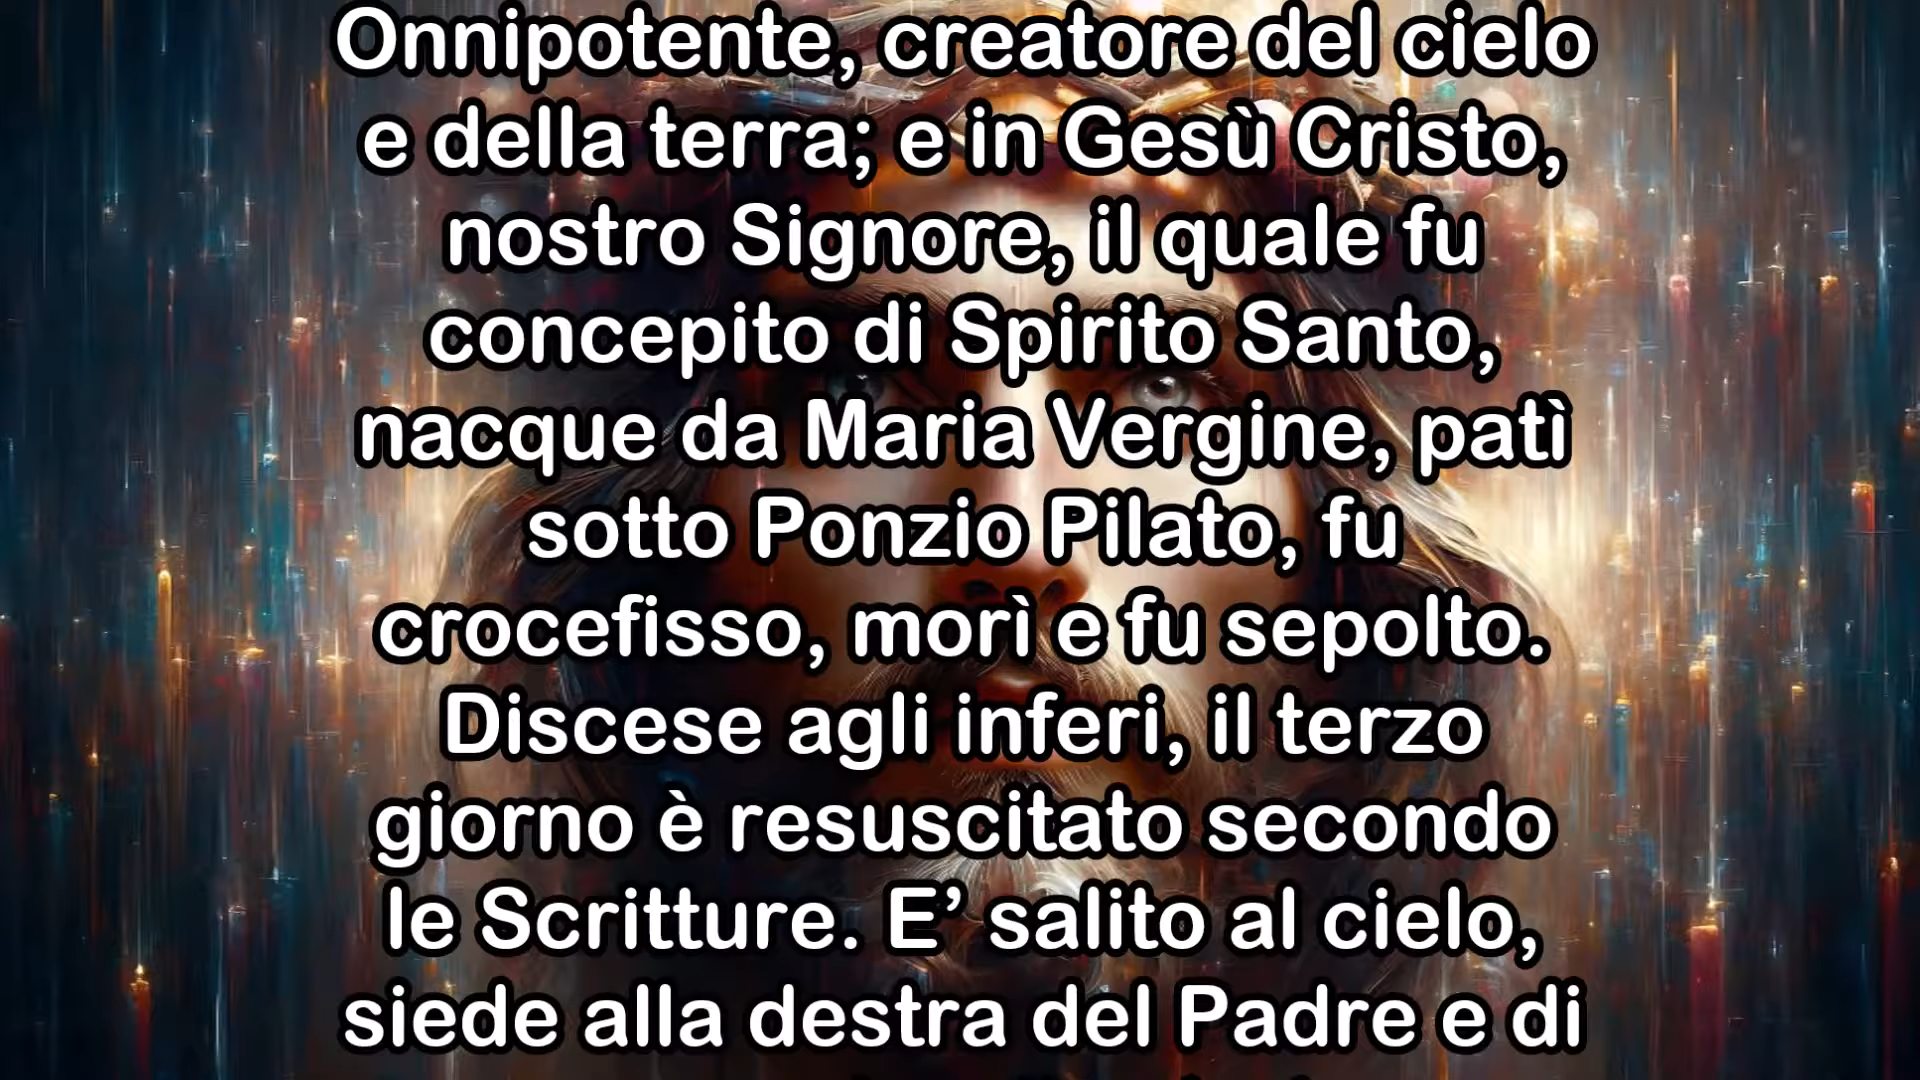 Onnipotente, creatore del cielo
e della terra; e in Gesù Cristo,
nostro Signore, il quale fu
concepito di Spirito Santo,
nacque da Maria Vergine, patì
sotto Ponzio Pilato, fu
crocefisso, morì e fu sepolto.
Discese agli inferi, il terzo
giorno è resuscitato secondo
le Scritture. E’ salito al cielo,
siede alla destra del Padre e di